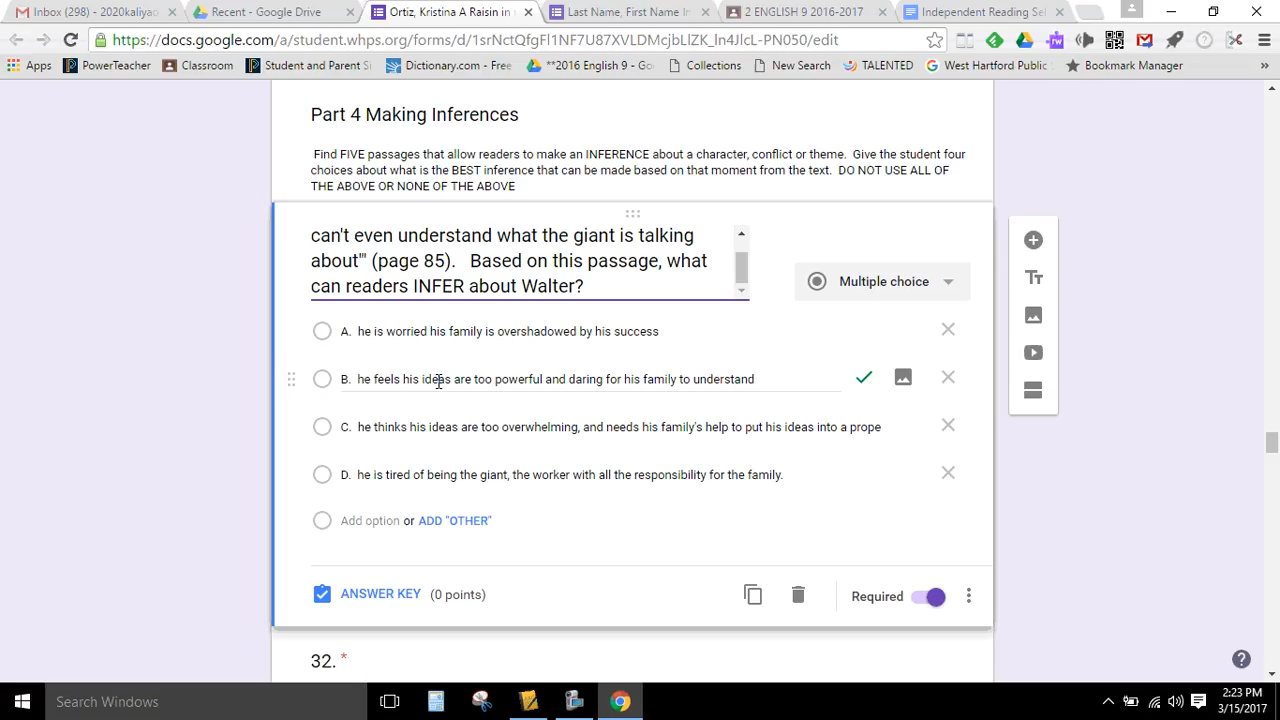 Inbox (298) - 2020kaliyao
Recent - Google Drive
Ortiz, Kristina A Raisin in
Last Name, First Name In
2 ENGLISH 9 2016-2017
Independent Reading Sel
https://docs.google.com/a/student.whps.org/forms/d/1srNctQfgFl1NF7U87XVLDMcjbLlZK_ln4JlcL-PN050/edit
Apps
PowerTeacher
Classroom
Student and Parent Si
Dictionary.com - Free
**2016 English 9 - Go
Collections
New Search
TALENTED
West Hartford Public
Bookmark Manager
»
Part 4 Making Inferences
Find FIVE passages that allow readers to make an INFERENCE about a character, conflict or theme. Give the student four
choices about what is the BEST inference that can be made based on that moment from the text. DO NOT USE ALL OF
THE ABOVE OR NONE OF THE ABOVE
can't even understand what the giant is talking
about'" (page 85). Based on this passage, what
can readers INFER about Walter?
Multiple choice
A. he is worried his family is overshadowed by his success
B. he feels his ideas are too powerful and daring for his family to understand
C. he thinks his ideas are too overwhelming, and needs his family's help to put his ideas into a prope
D. he is tired of being the giant, the worker with all the responsibility for the family.
Add option or ADD "OTHER"
ANSWER KEY (0 points)
Required
32. *
Search Windows
2:23 PM
3/15/2017